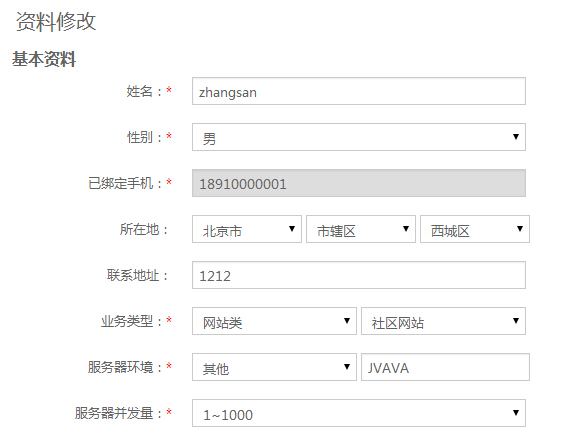 资料修改
基本资料
姓名：* zhangsan
性别：* 男
已绑定手机：* 18910000001
所在地： 北京市 市辖区 西城区
联系地址： 1212
业务类型：* 网站类 社区网站
服务器环境：* 其他 JVAVA
服务器并发量：* 1~1000